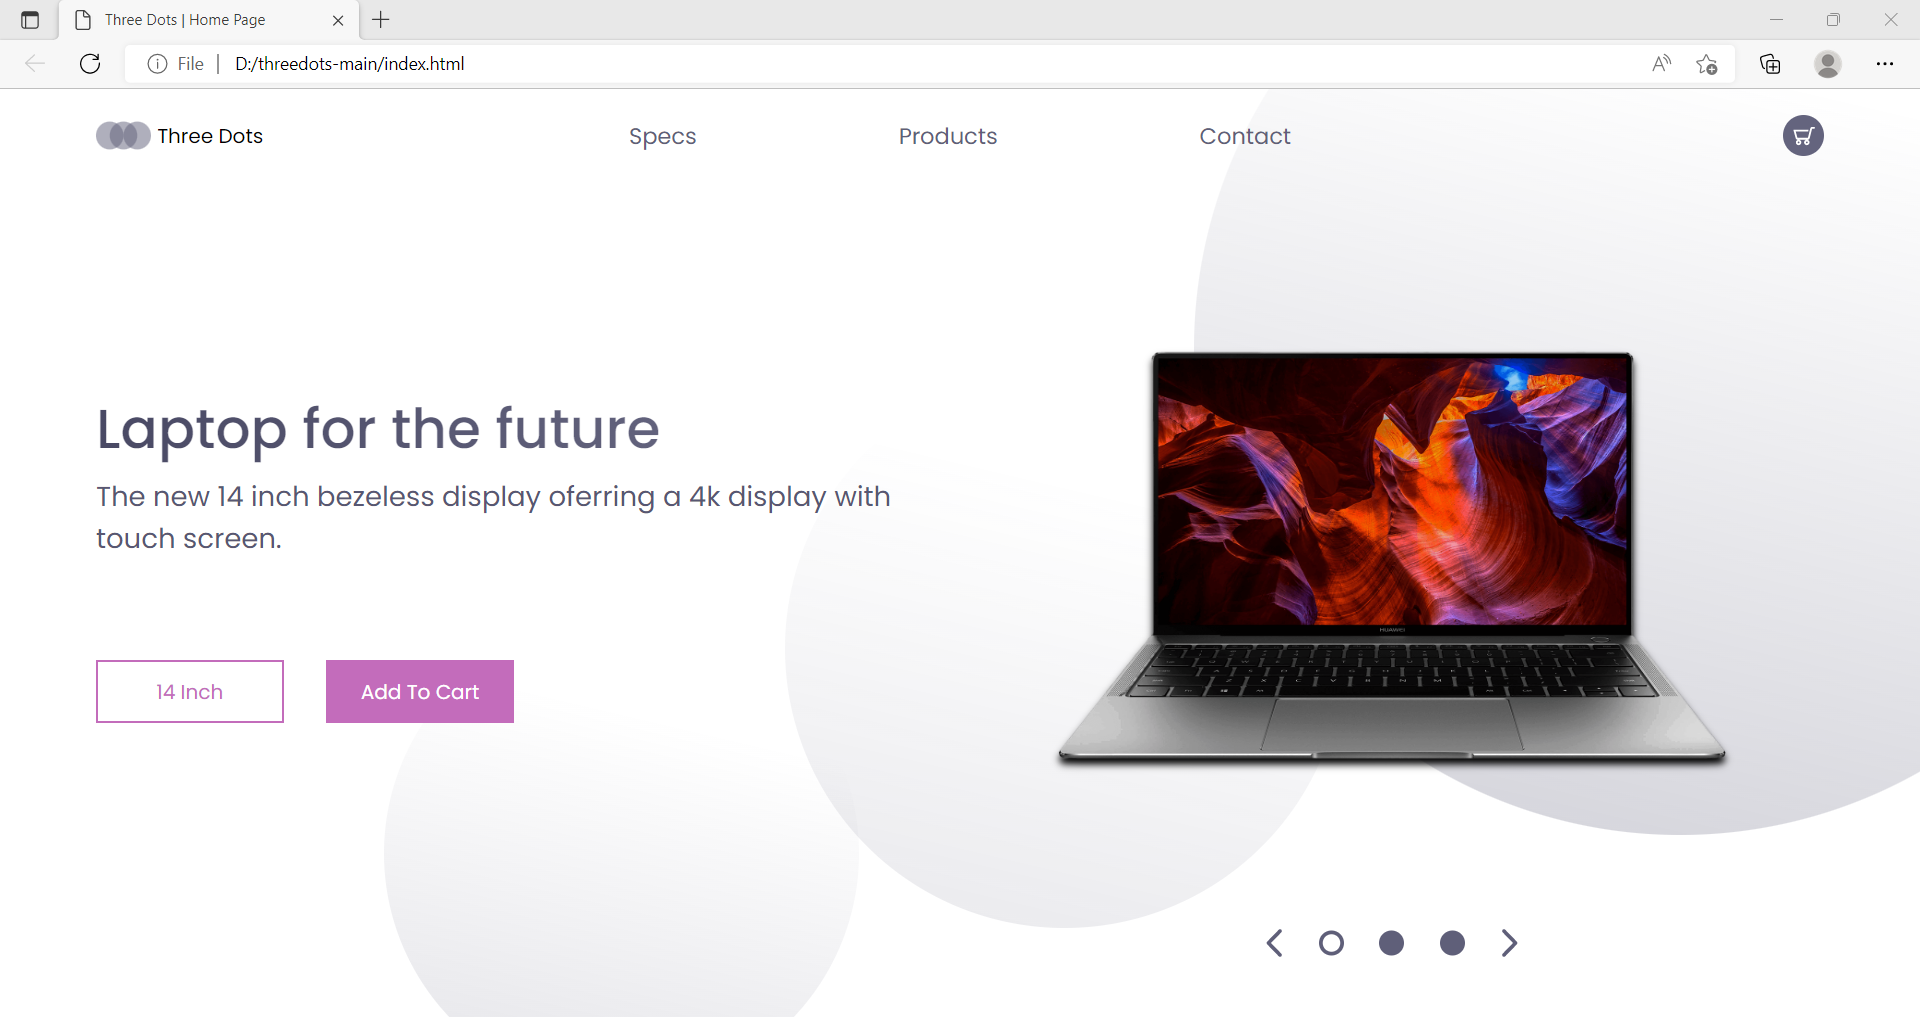 Three Dots | Home Page
File
D:/threedots-main/index.html
Three Dots
Specs
Products
Contact
Laptop for the future
The new 14 inch bezeless display oferring a 4k display with
touch screen.
14 Inch
Add To Cart
HUAWEI